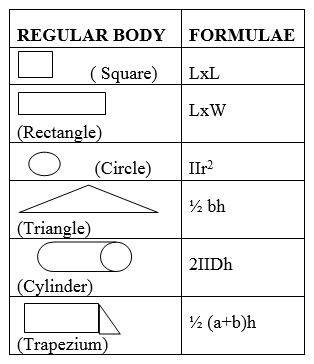 REGULAR BODY FORMULAE
( Square) LxL
(Rectangle) LxW
(Circle) IIr²
(Triangle) ½ bh
(Cylinder) 2IIDh
(Trapezium) ½ (a+b)h